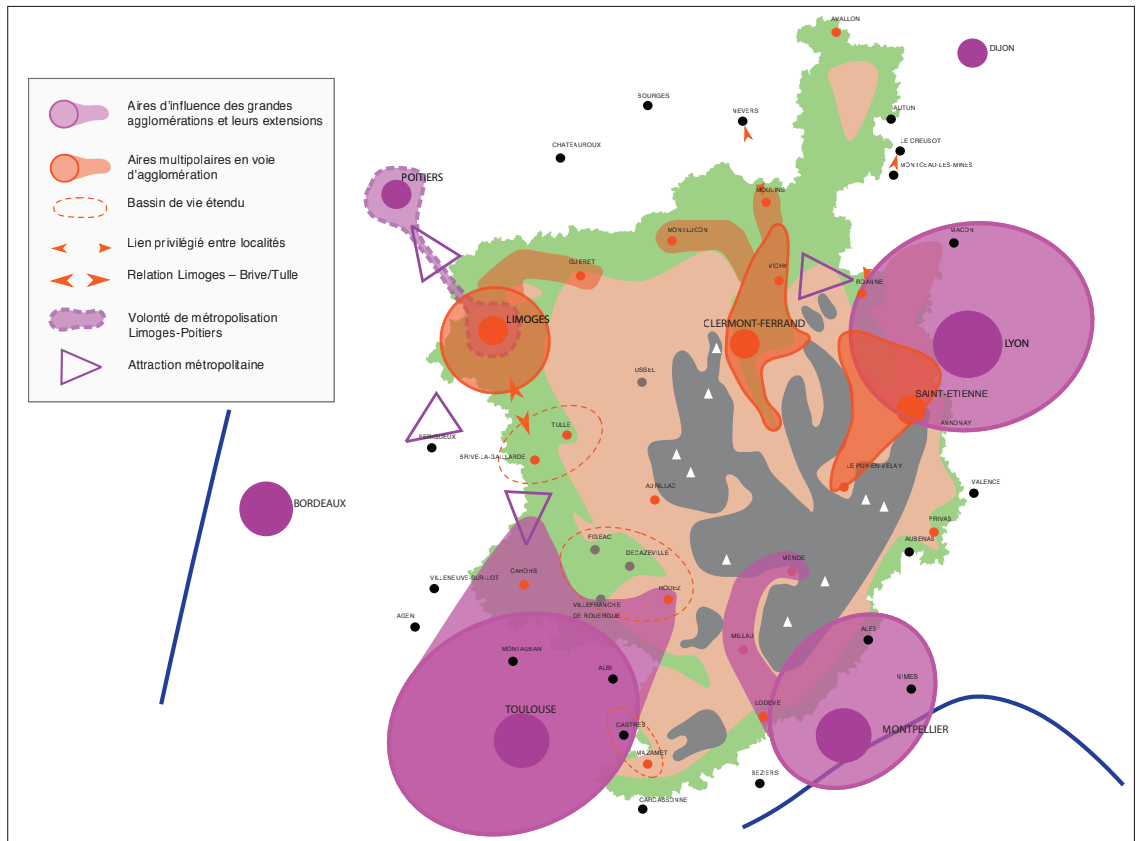 Aires d'influence des grandes
agglomérations et leurs extensions
Aires multipolaires en voie
d'agglomération
Bassin de vie étendu
Lien privilégié entre localités
Relation Limoges – Brive/Tulle
Volonté de métropolisation
Limoges-Poitiers
Attraction métropolitaine
AVALLON
DIJON
BOURGES
NEVERS
AUTUN
CHATEAUROUX
LE CREUSOT
MONTCEAU-LES-MINES
POITIERS
MOULINS
MONTLUCON
MACON
GUERET
VICHY
ROANNE
LIMOGES
CLERMONT-FERRAND
LYON
USSEL
SAINT-ETIENNE
ANNONAY
TULLE
PERIGUEUX
BRIVE-LA-GAILLARDE
LE PUY-EN-VELAY
VALENCE
AURILLAC
BORDEAUX
PRIVAS
FIGEAC
AUBENAS
DECAZEVILLE
MENDE
CAHORS
VILLENEUVE-SUR-LOT
RODEZ
VILLEFRANCHE
DE ROUERGUE
AGEN
ALES
MILLAU
MONTAUBAN
ALBI
NIMES
LODEVE
TOULOUSE
CASTRES
MONTPELLIER
MAZAMET
BEZIERS
CARCASSONNE